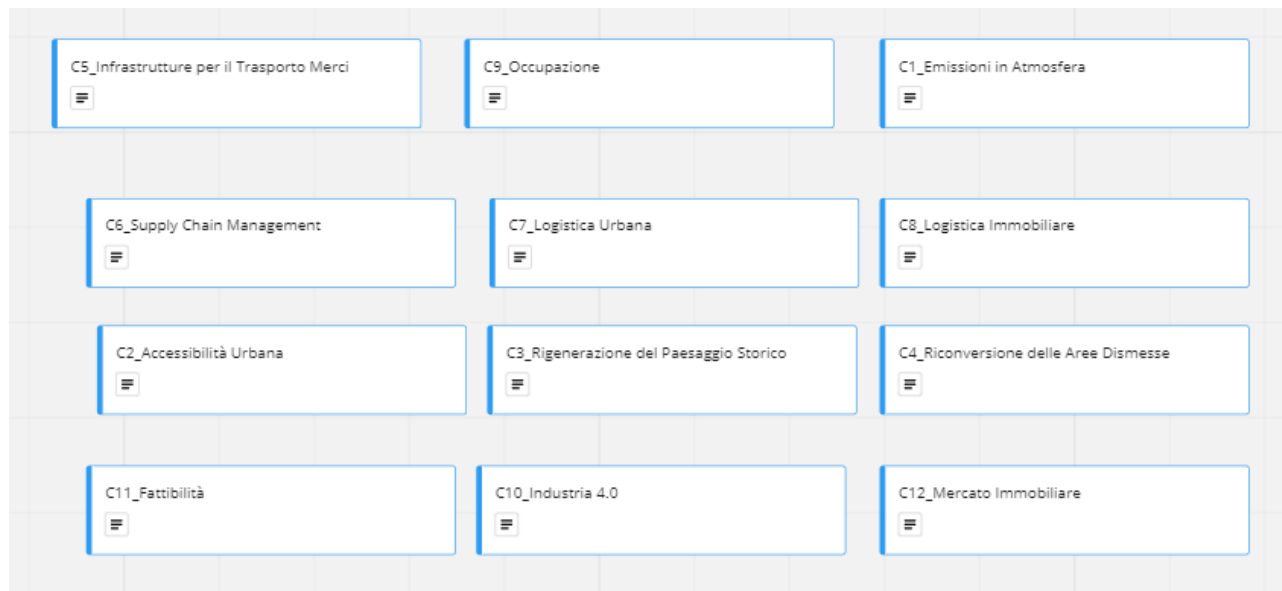 C5_Infrastrutture per il Trasporto Merci
C9_Occupazione
C1_Emissioni in Atmosfera
C6_Supply Chain Management
C7_Logistica Urbana
C8_Logistica Immobiliare
C2_Accessibilità Urbana
C3_Rigenerazione del Paesaggio Storico
C4_Riconversione delle Aree Dismesse
C11_Fattibilità
C10_Industria 4.0
C12_Mercato Immobiliare